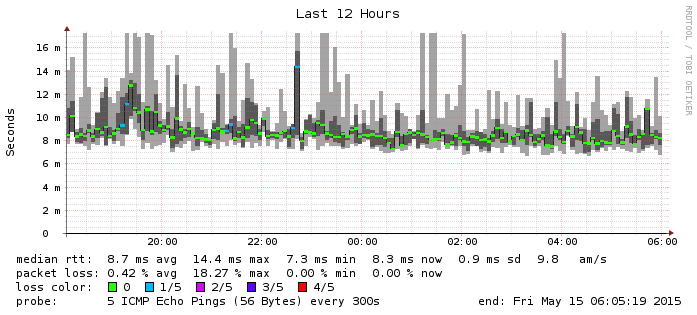 Last 12 Hours
RRDTOOL / TOBI OETIKER
Seconds
16 m
14 m
12 m
10 m
8 m
6 m
4 m
2 m
0
20:00 22:00 00:00 02:00 04:00 06:00
median rtt: 8.7 ms avg 14.4 ms max 7.3 ms min 8.3 ms now 0.9 ms sd 9.8 am/s
packet loss: 0.42 % avg 18.27 % max 0.00 % min 0.00 % now
loss color: 0 1/5 2/5 3/5 4/5
probe: 5 ICMP Echo Pings (56 Bytes) every 300s end: Fri May 15 06:05:19 2015